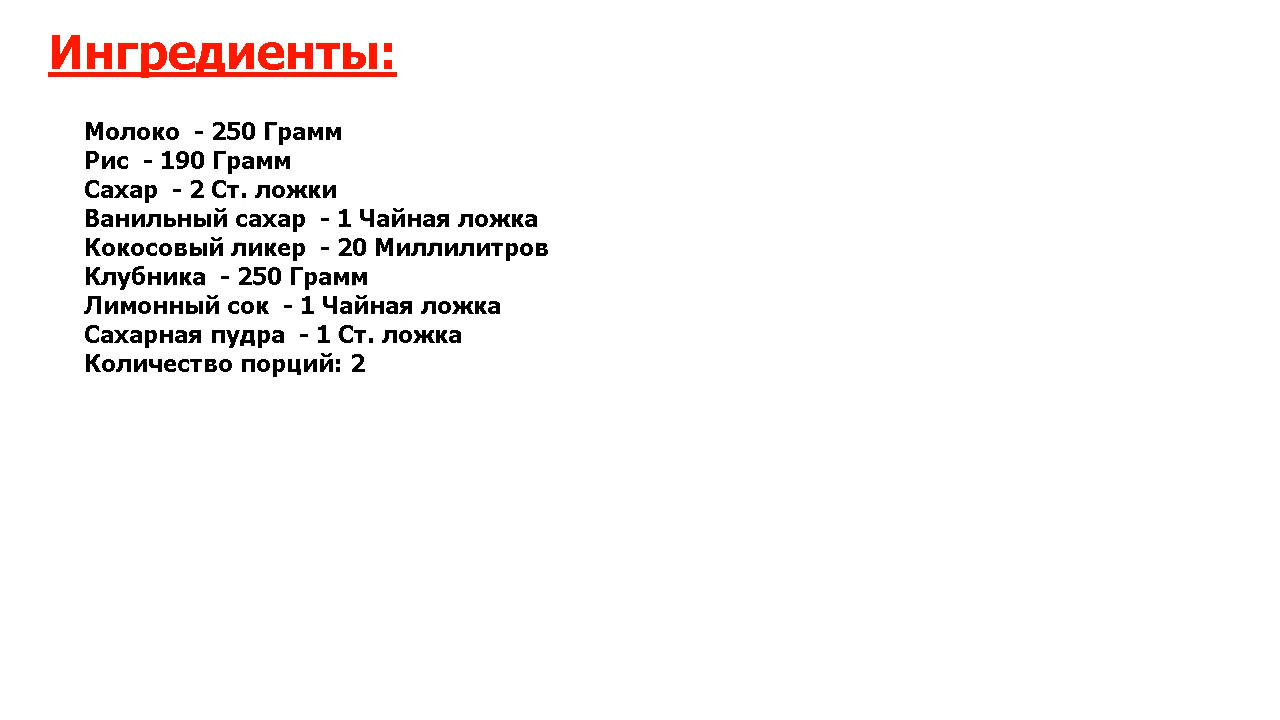 Ингредиенты:
Молоко  - 250 Грамм
Рис  - 190 Грамм
Сахар  - 2 Ст. ложки
Ванильный сахар  - 1 Чайная ложка
Кокосовый ликер  - 20 Миллилитров
Клубника  - 250 Грамм
Лимонный сок  - 1 Чайная ложка
Сахарная пудра  - 1 Ст. ложка
Количество порций: 2